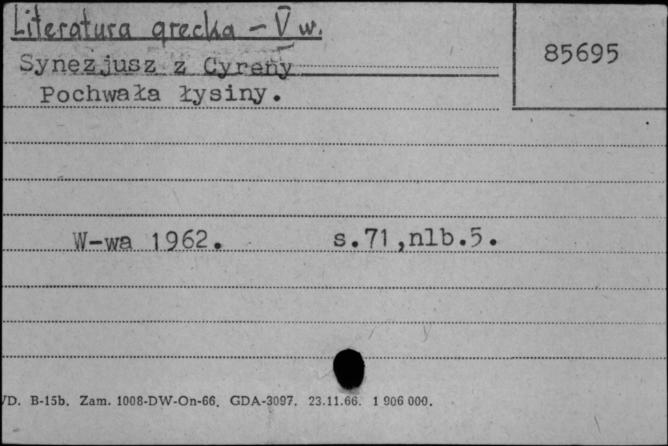 Literatura grecka - V w.
85695
Synezjusz z Cyreny
Pochwała łysiny.
W-wa 1962. s.71,nlb.5.
VD. B-15b. Zam. 1008-DW-On-66. GDA-3097. 23.11.66. 1 906 000.